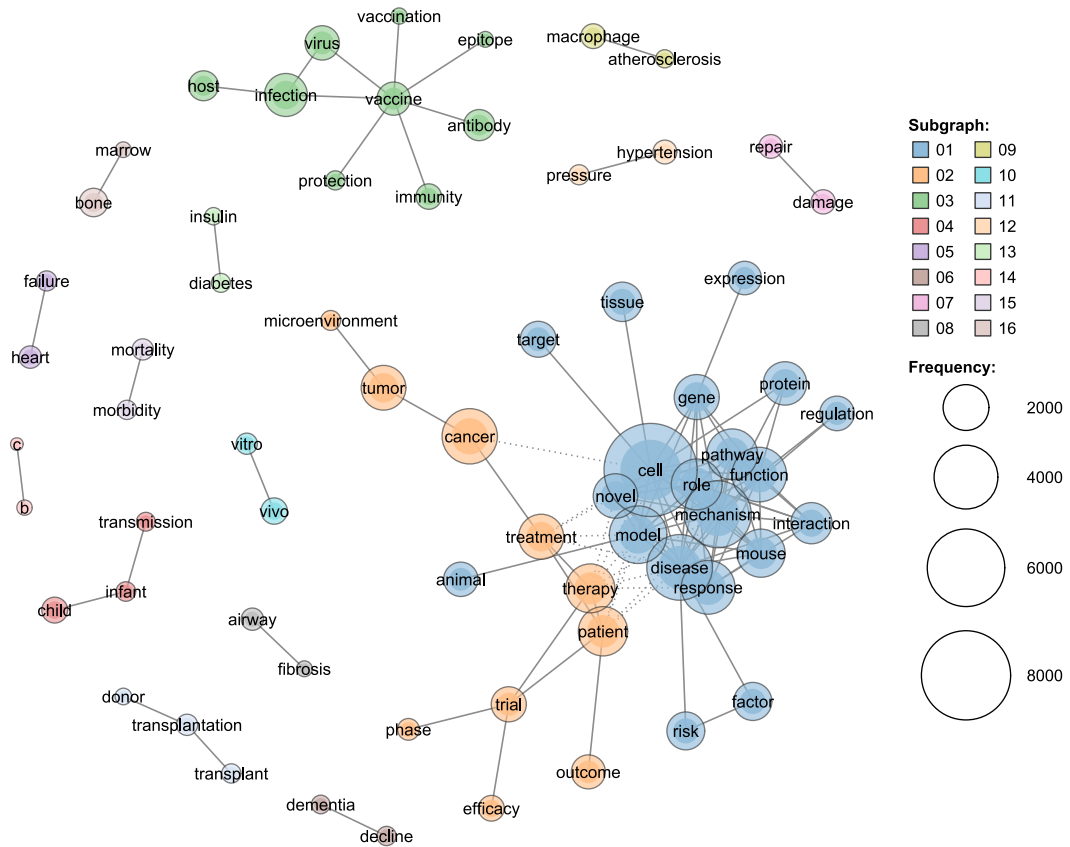 vaccination
virus
epitope
macrophage
atherosclerosis
host
infection
vaccine
antibody
Subgraph:
01 09
02 10
03 11
04 12
05 13
06 14
07 15
08 16
marrow
hypertension
repair
pressure
protection
immunity
bone
damage
insulin
failure
diabetes
expression
tissue
microenvironment
target
heart
mortality
Frequency:
2000
4000
6000
8000
tumor
gene
protein
morbidity
regulation
c
vitro
cancer
pathway
cell
function
role
novel
b
vivo
mechanism
transmission
interaction
treatment
model
mouse
disease
animal
response
therapy
infant
child
airway
patient
fibrosis
donor
transplantation
trial
factor
phase
risk
transplant
outcome
dementia
efficacy
decline